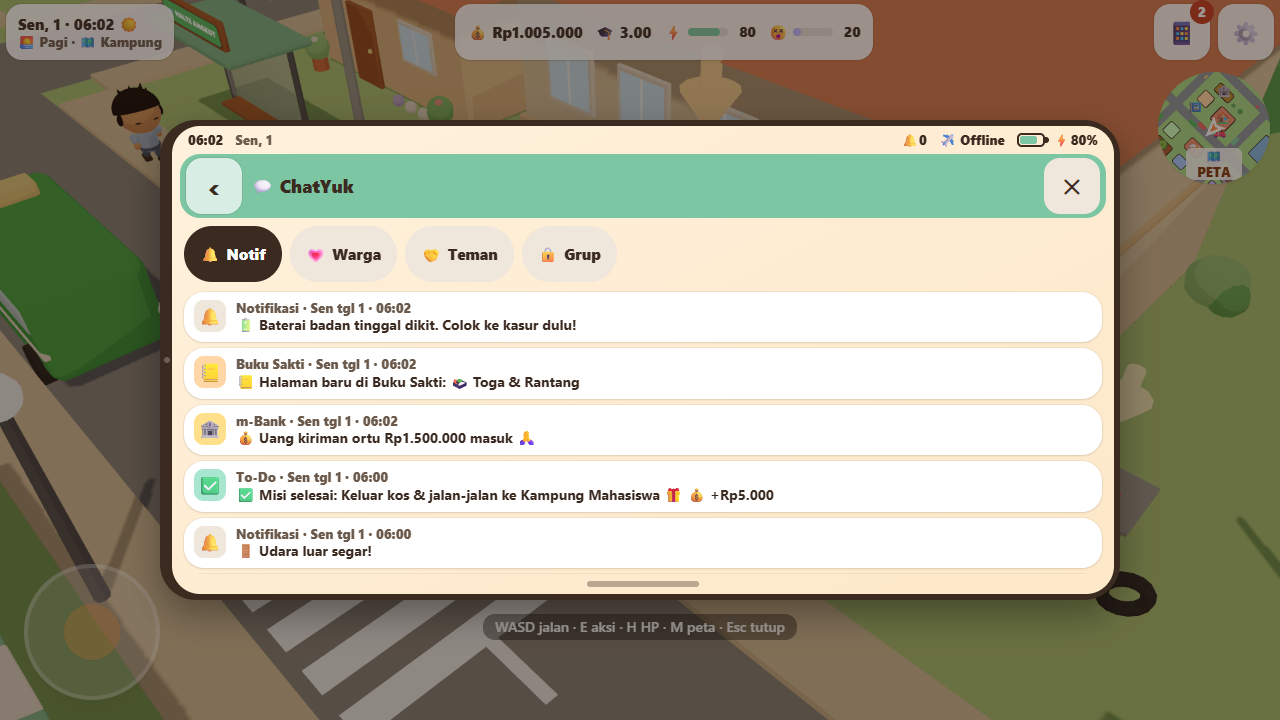 Sen, 1 · 06:02
Pagi · Kampung
HALTE ANGKOT
Rp1.005.000 3.00 80 20
2
PETA
06:02 Sen, 1
0 Offline 80%
ChatYuk
Notif Warga Teman Grup
Notifikasi · Sen tgl 1 · 06:02
Baterai badan tinggal dikit. Colok ke kasur dulu!
Buku Sakti · Sen tgl 1 · 06:02
Halaman baru di Buku Sakti: Toga & Rantang
m-Bank · Sen tgl 1 · 06:02
Uang kiriman ortu Rp1.500.000 masuk
To-Do · Sen tgl 1 · 06:00
Misi selesai: Keluar kos & jalan-jalan ke Kampung Mahasiswa +Rp5.000
Notifikasi · Sen tgl 1 · 06:00
Udara luar segar!
WASD jalan · E aksi · H HP · M peta · Esc tutup